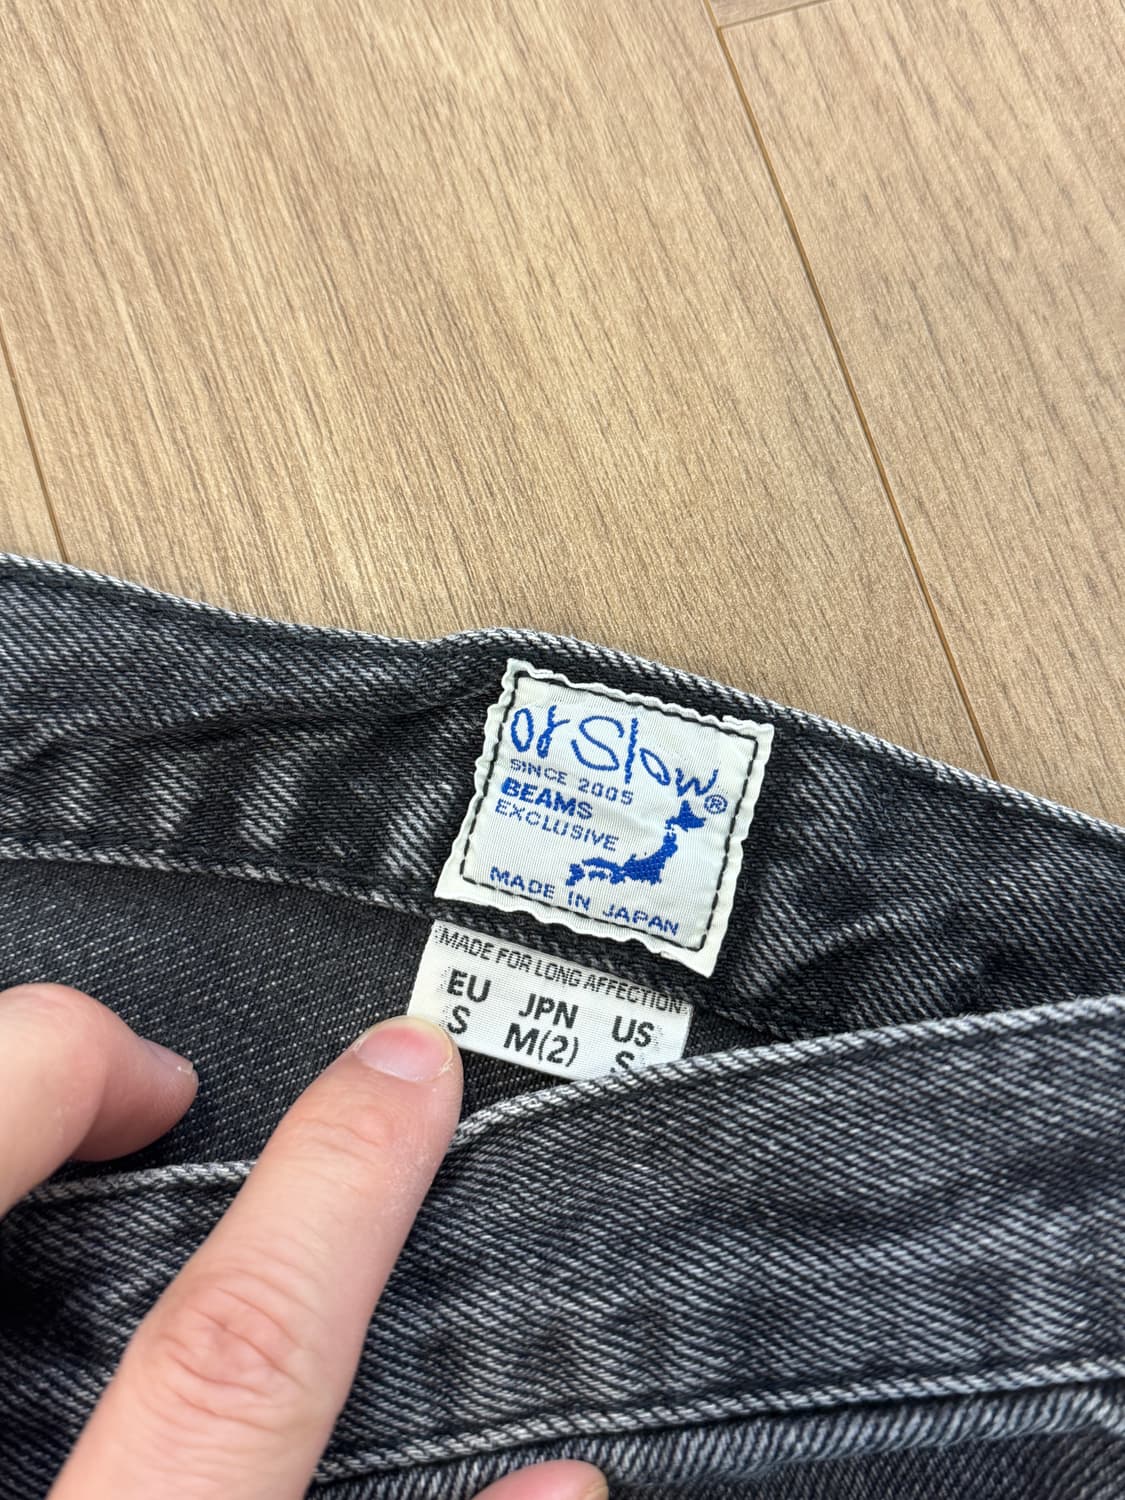 orSlow®
SINCE 2005
BEAMS
EXCLUSIVE
MADE IN JAPAN
MADE FOR LONG AFFECTION
EU JPN US
S M(2) S